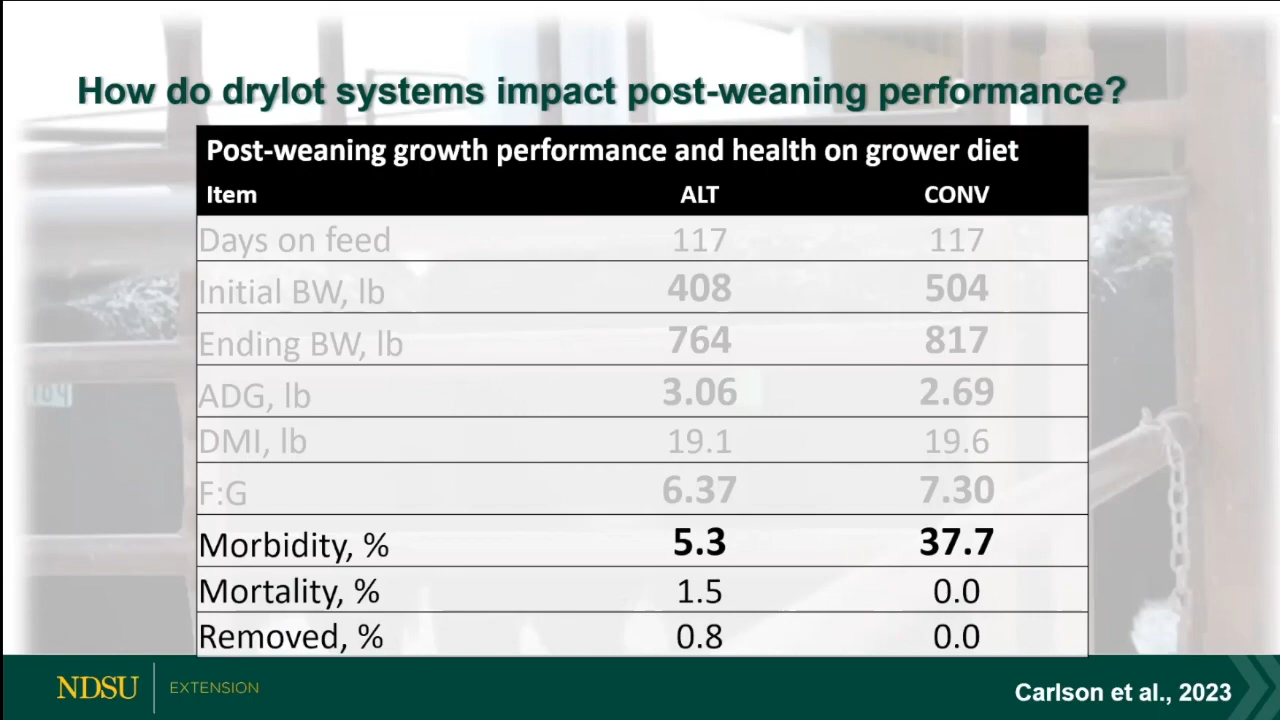 How do drylot systems impact post-weaning performance?
Post-weaning growth performance and health on grower diet
Item ALT CONV
Days on feed 117 117
Initial BW, lb 408 504
Ending BW, lb 764 817
ADG, lb 3.06 2.69
DMI, lb 19.1 19.6
F:G 6.37 7.30
Morbidity, % 5.3 37.7
Mortality, % 1.5 0.0
Removed, % 0.8 0.0
NDSU EXTENSION
Carlson et al., 2023